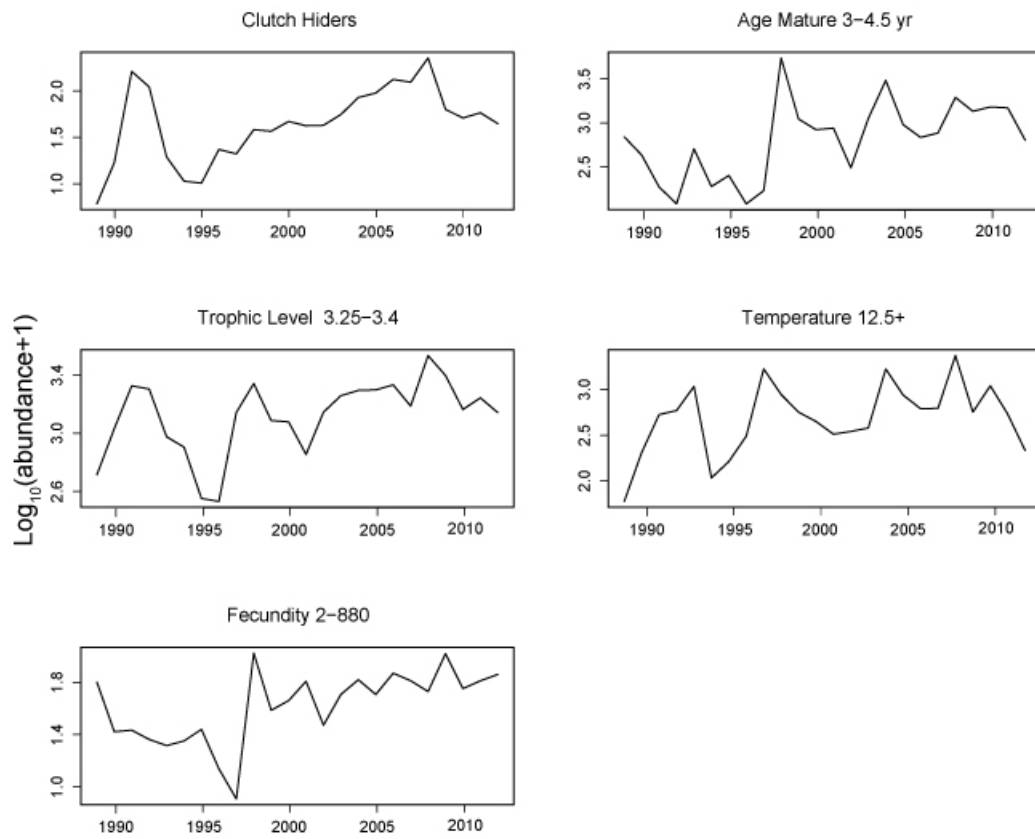 Clutch Hiders
1.0 1.5 2.0
1990 1995 2000 2005 2010
Age Mature 3−4.5 yr
2.5 3.0 3.5
1990 1995 2000 2005 2010
Log10(abundance+1)
Trophic Level 3.25−3.4
2.6 3.0 3.4
1990 1995 2000 2005 2010
Temperature 12.5+
2.0 2.5 3.0
1990 1995 2000 2005 2010
Fecundity 2−880
1.0 1.4 1.8
1990 1995 2000 2005 2010